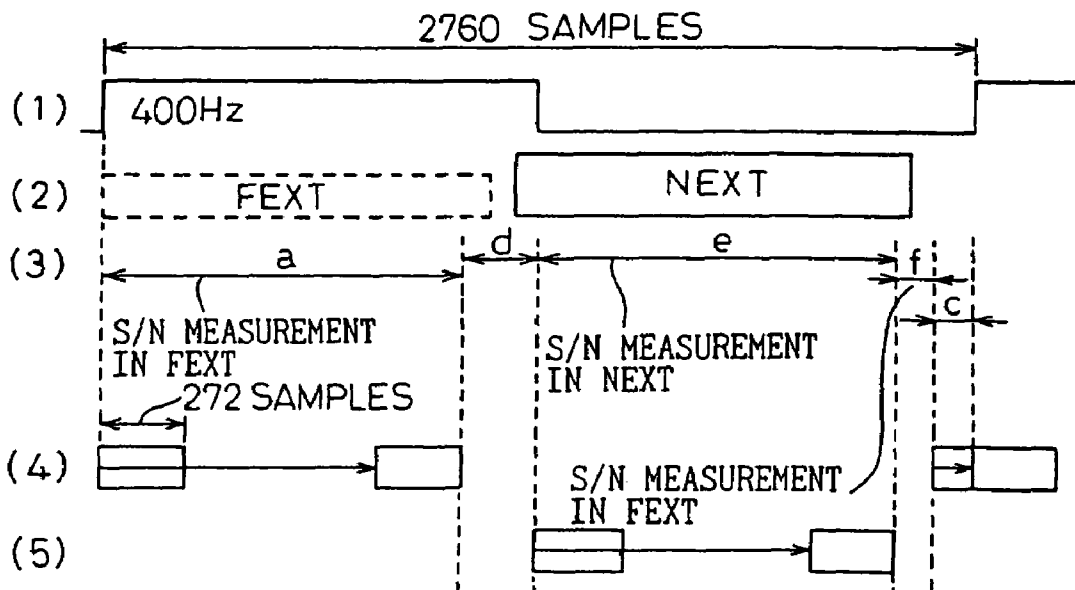 2760 SAMPLES
(1)
400Hz
(2)
FEXT
NEXT
(3)
a
d
e
f
c
S/N MEASUREMENT
IN FEXT
S/N MEASUREMENT
IN NEXT
272 SAMPLES
(4)
S/N MEASUREMENT
IN FEXT
(5)